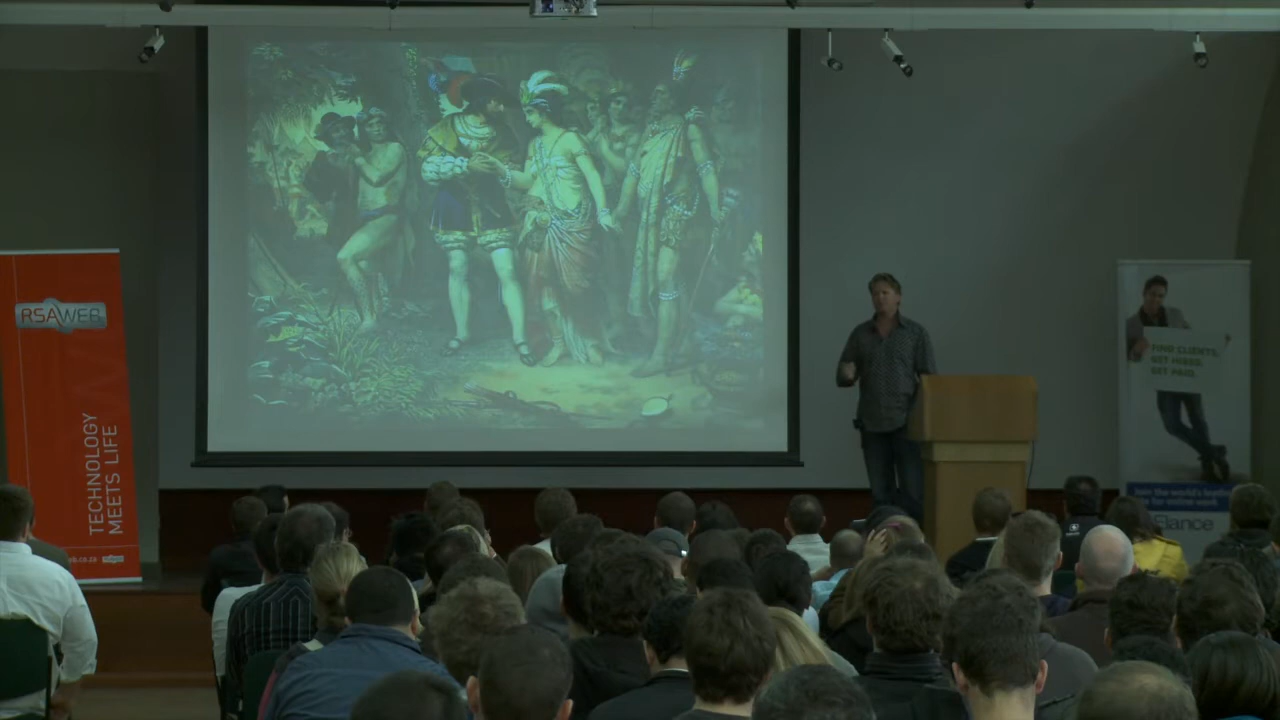 RSAWEB
TECHNOLOGY
MEETS LIFE
FIND CLIENTS.
GET HIRED.
GET PAID.
Elance